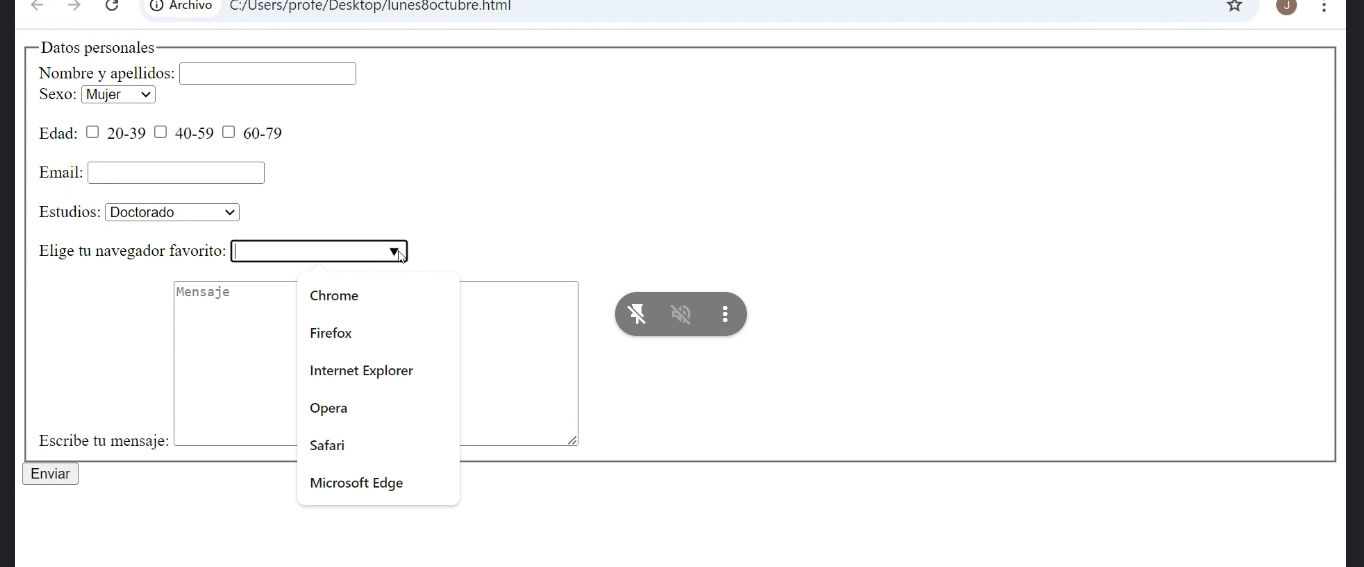 Archivo C:/Users/profe/Desktop/lunes8octubre.html
J
Datos personales
Nombre y apellidos:
Sexo: Mujer
Edad: 20-39 40-59 60-79
Email:
Estudios: Doctorado
Elige tu navegador favorito:
Chrome
Firefox
Internet Explorer
Opera
Safari
Microsoft Edge
Mensaje
Escribe tu mensaje:
Enviar